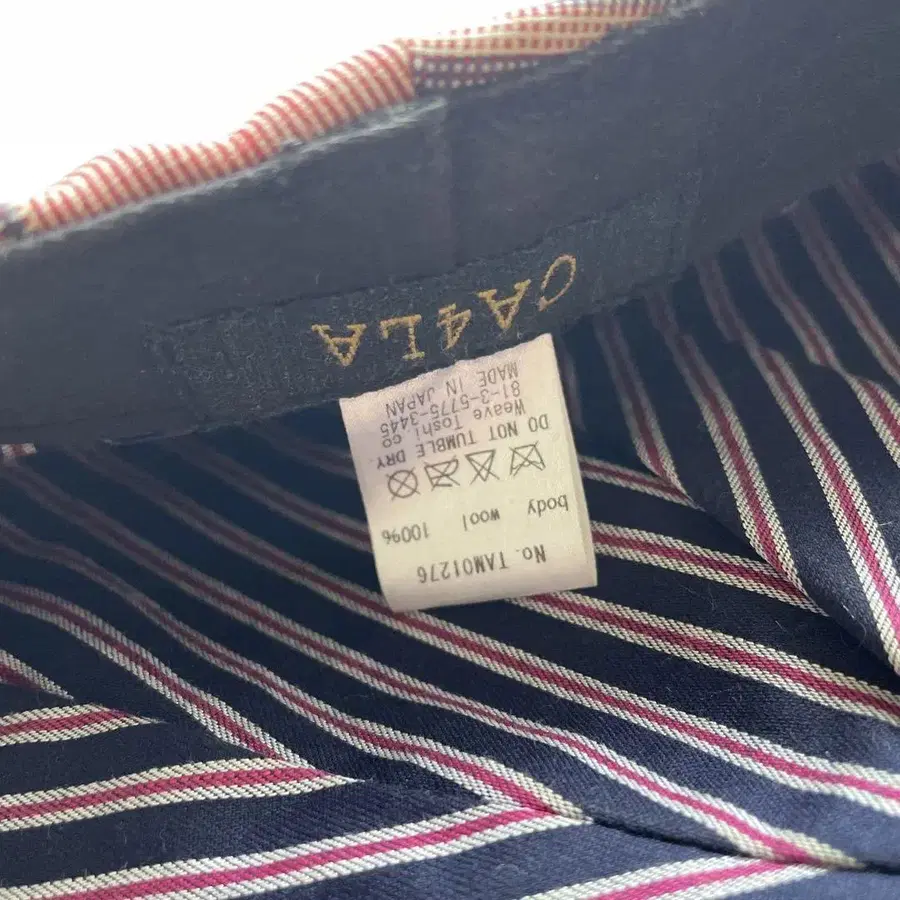 CA4LA
No. TAM01276
body wool 100%
DO NOT TUMBLE DRY
Weave Toshi co
81-3-5775-3445
MADE IN JAPAN